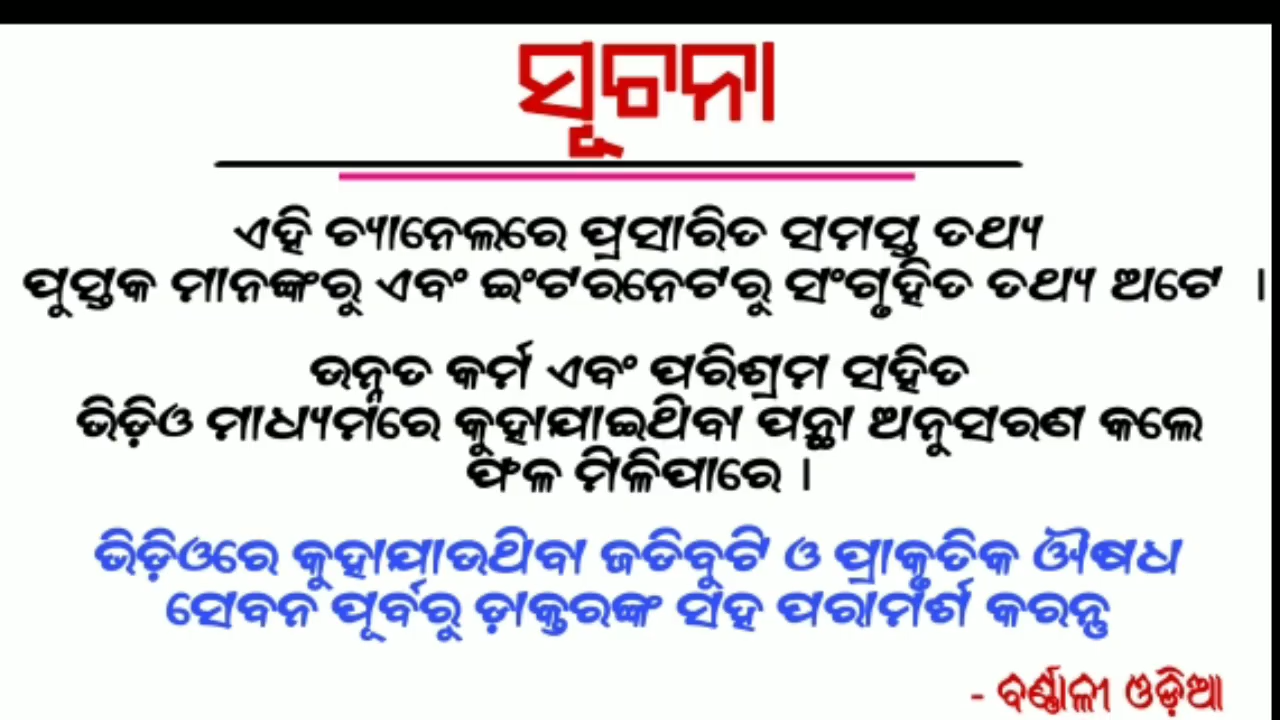 ସୂଚନା
ଏହି ଚ୍ୟାନେଲରେ ପ୍ରସାରିତ ସମସ୍ତ ତଥ୍ୟ
ପୁସ୍ତକ ମାନଙ୍କରୁ ଏବଂ ଇଂଟରନେଟରୁ ସଂଗୃହିତ ତଥ୍ୟ ଅଟେ ।
ଉନ୍ନତ କର୍ମ ଏବଂ ପରିଶ୍ରମ ସହିତ
ଭିଡ଼ିଓ ମାଧ୍ୟମରେ କୁହାଯାଇଥିବା ପନ୍ଥା ଅନୁସରଣ କଲେ
ଫଳ ମିଳିପାରେ ।
ଭିଡ଼ିଓରେ କୁହାଯାଉଥିବା ଜଡିବୁଟି ଓ ପ୍ରାକୃତିକ ଔଷଧ
ସେବନ ପୂର୍ବରୁ ଡ଼ାକ୍ତରଙ୍କ ସହ ପରାମର୍ଶ କରନ୍ତୁ
- ବର୍ଣ୍ଣାଳୀ ଓଡ଼ିଆ